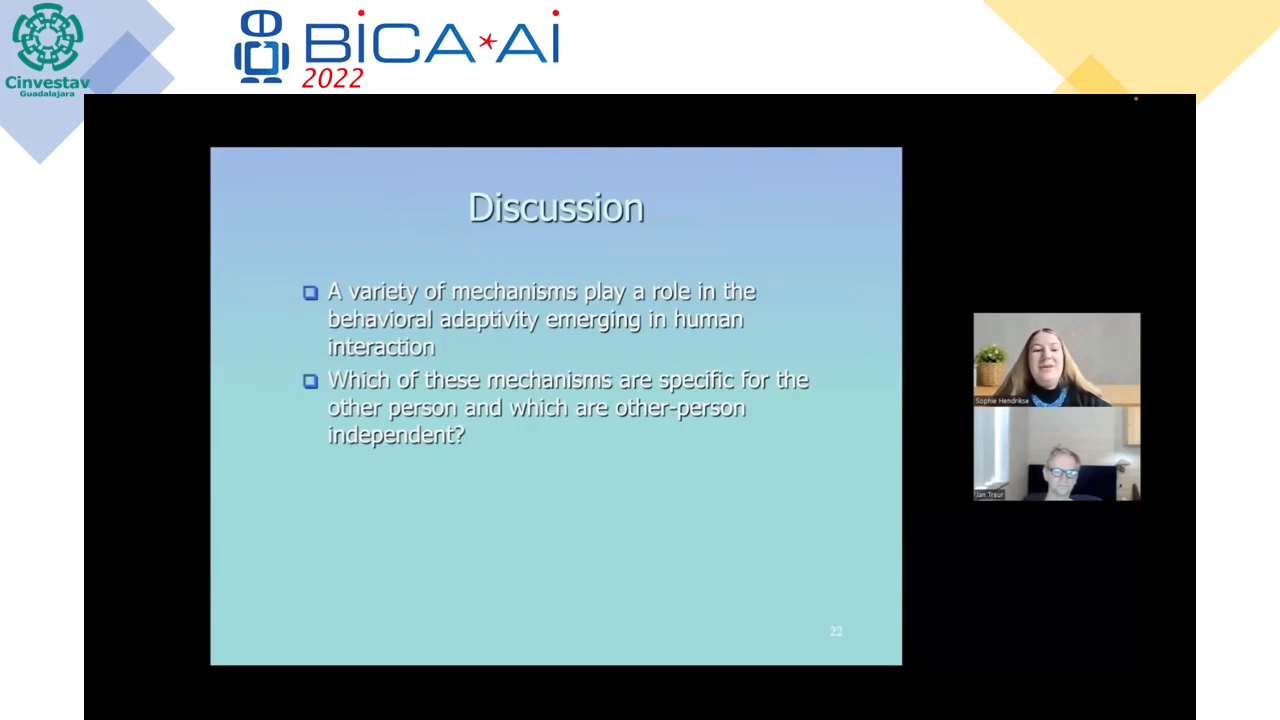 Cinvestav
Guadalajara
BiCA*Ai
2022
Discussion
A variety of mechanisms play a role in the
behavioral adaptivity emerging in human
interaction
Which of these mechanisms are specific for the
other person and which are other-person
independent?
22
Sophie Hendrikse
Jan Treur